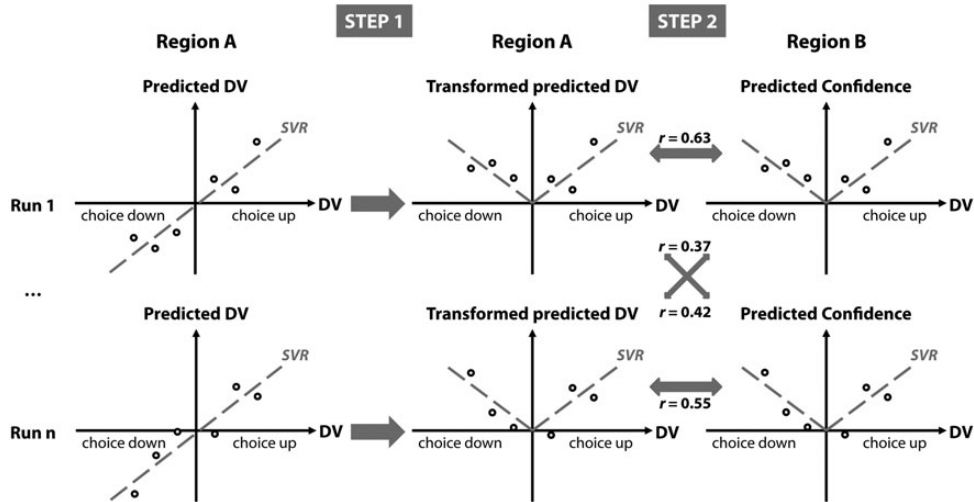 STEP 1
STEP 2
Region A
Region A
Region B
Predicted DV
Transformed predicted DV
Predicted Confidence
SVR
SVR
SVR
r = 0.63
Run 1
choice down
choice up
DV
choice down
choice up
DV
choice down
choice up
DV
r = 0.37
...
r = 0.42
Predicted DV
Transformed predicted DV
Predicted Confidence
SVR
SVR
SVR
r = 0.55
Run n
choice down
choice up
DV
choice down
choice up
DV
choice down
choice up
DV